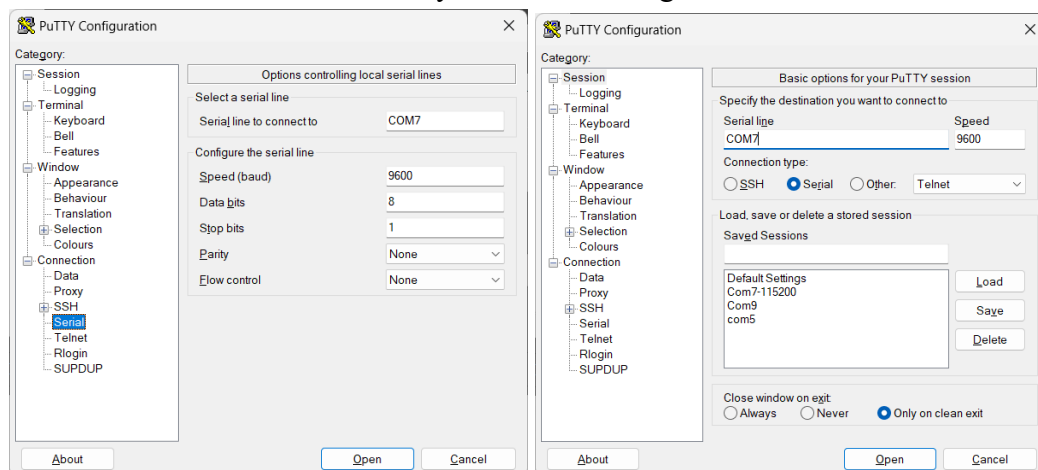 PuTTY Configuration
Category:
Session
Logging
Terminal
Keyboard
Bell
Features
Window
Appearance
Behaviour
Translation
Selection
Colours
Connection
Data
Proxy
SSH
Serial
Telnet
Rlogin
SUPDUP
Options controlling local serial lines
Select a serial line
Serial line to connect to COM7
Configure the serial line
Speed (baud) 9600
Data bits 8
Stop bits 1
Parity None
Flow control None
About Open Cancel
PuTTY Configuration
Category:
Session
Logging
Terminal
Keyboard
Bell
Features
Window
Appearance
Behaviour
Translation
Selection
Colours
Connection
Data
Proxy
SSH
Serial
Telnet
Rlogin
SUPDUP
Basic options for your PuTTY session
Specify the destination you want to connect to
Serial line Speed
COM7 9600
Connection type:
SSH Serial Other: Telnet
Load, save or delete a stored session
Saved Sessions
Default Settings
Com7-115200
Com9
com5
Load
Save
Delete
Close window on exit:
Always Never Only on clean exit
About Open Cancel